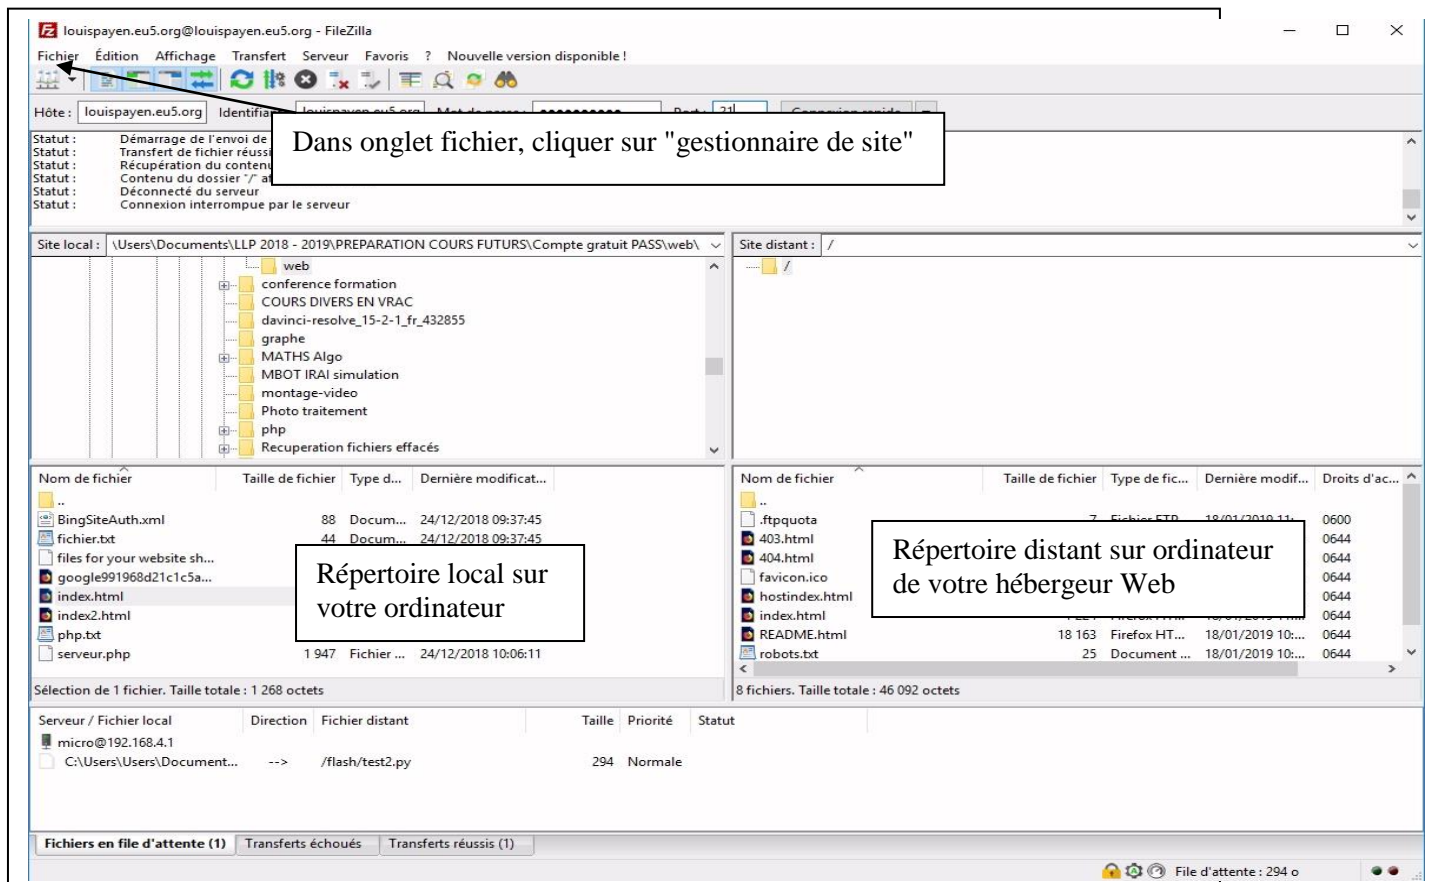 louispayen.eu5.org@louispayen.eu5.org - FileZilla
Fichier Édition Affichage Transfert Serveur Favoris ? Nouvelle version disponible !
Hôte : louispayen.eu5.org
Dans onglet fichier, cliquer sur "gestionnaire de site"
Statut : Démarrage de l'envoi de
Statut : Transfert de fichier réussi
Statut : Récupération du contenu
Statut : Contenu du dossier "/"
Statut : Déconnecté du serveur
Statut : Connexion interrompue par le serveur
Site local : \Users\Documents\LLP 2018 - 2019\PREPARATION COURS FUTURS\Compte gratuit PASS\web\
web
conference formation
COURS DIVERS EN VRAC
davinci-resolve_15-2-1_fr_432855
graphe
MATHS Algo
MBOT IRAI simulation
montage-video
Photo traitement
php
Recuperation fichiers effacés
Site distant : /
/
Nom de fichier Taille de fichier Type d... Dernière modificat...
..
BingSiteAuth.xml 88 Docum... 24/12/2018 09:37:45
fichier.txt 44 Docum... 24/12/2018 09:37:45
files for your website sh...
google991968d21c1c5a...
index.html
index2.html
php.txt
serveur.php 1 947 Fichier ... 24/12/2018 10:06:11
Répertoire local sur
votre ordinateur
Sélection de 1 fichier. Taille totale : 1 268 octets
Nom de fichier Taille de fichier Type de fic... Dernière modif... Droits d'ac...
..
.ftpquota 7 Fichier FTP 18/01/2019 11: 0600
403.html 0644
404.html 0644
favicon.ico 0644
hostindex.html 0644
index.html 0644
README.html 18 163 Firefox HT... 18/01/2019 10:... 0644
robots.txt 25 Document ... 18/01/2019 10:... 0644
Répertoire distant sur ordinateur
de votre hébergeur Web
8 fichiers. Taille totale : 46 092 octets
Serveur / Fichier local Direction Fichier distant Taille Priorité Statut
micro@192.168.4.1
C:\Users\Users\Document... --> /flash/test2.py 294 Normale
Fichiers en file d'attente (1) Transferts échoués Transferts réussis (1)
File d'attente : 294 o